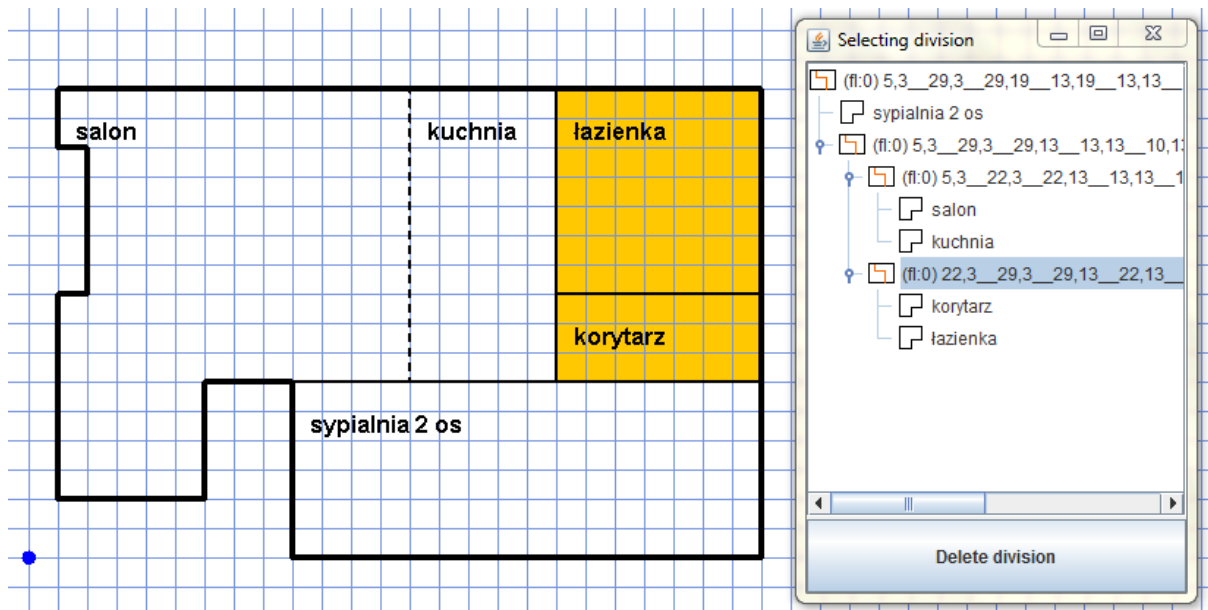 salon
kuchnia
łazienka
korytarz
sypialnia 2 os
Selecting division
(fl:0) 5,3__29,3__29,19__13,19__13,13__
sypialnia 2 os
(fl:0) 5,3__29,3__29,13__13,13__10,1
(fl:0) 5,3__22,3__22,13__13,13__1
salon
kuchnia
(fl:0) 22,3__29,3__29,13__22,13__
korytarz
łazienka
Delete division